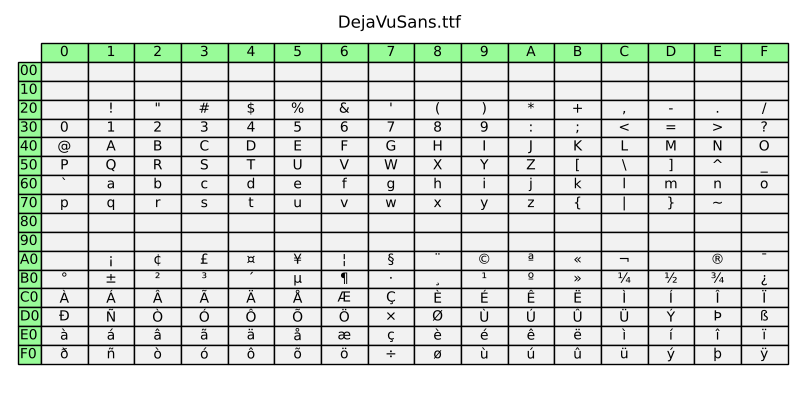 DejaVuSans.ttf
0 1 2 3 4 5 6 7 8 9 A B C D E F
00
10
20 ! " # $ % & ' ( ) * + , - . /
30 0 1 2 3 4 5 6 7 8 9 : ; < = > ?
40 @ A B C D E F G H I J K L M N O
50 P Q R S T U V W X Y Z [ \ ] ^ _
60 ` a b c d e f g h i j k l m n o
70 p q r s t u v w x y z { | } ~
80
90
A0 ¡ ¢ £ ¤ ¥ ¦ § ¨ © ª « ¬ ® ¯
B0 ° ± ² ³ ´ µ ¶ · ¸ ¹ º » ¼ ½ ¾ ¿
C0 À Á Â Ã Ä Å Æ Ç È É Ê Ë Ì Í Î Ï
D0 Ð Ñ Ò Ó Ô Õ Ö × Ø Ù Ú Û Ü Ý Þ ß
E0 à á â ã ä å æ ç è é ê ë ì í î ï
F0 ð ñ ò ó ô õ ö ÷ ø ù ú û ü ý þ ÿ